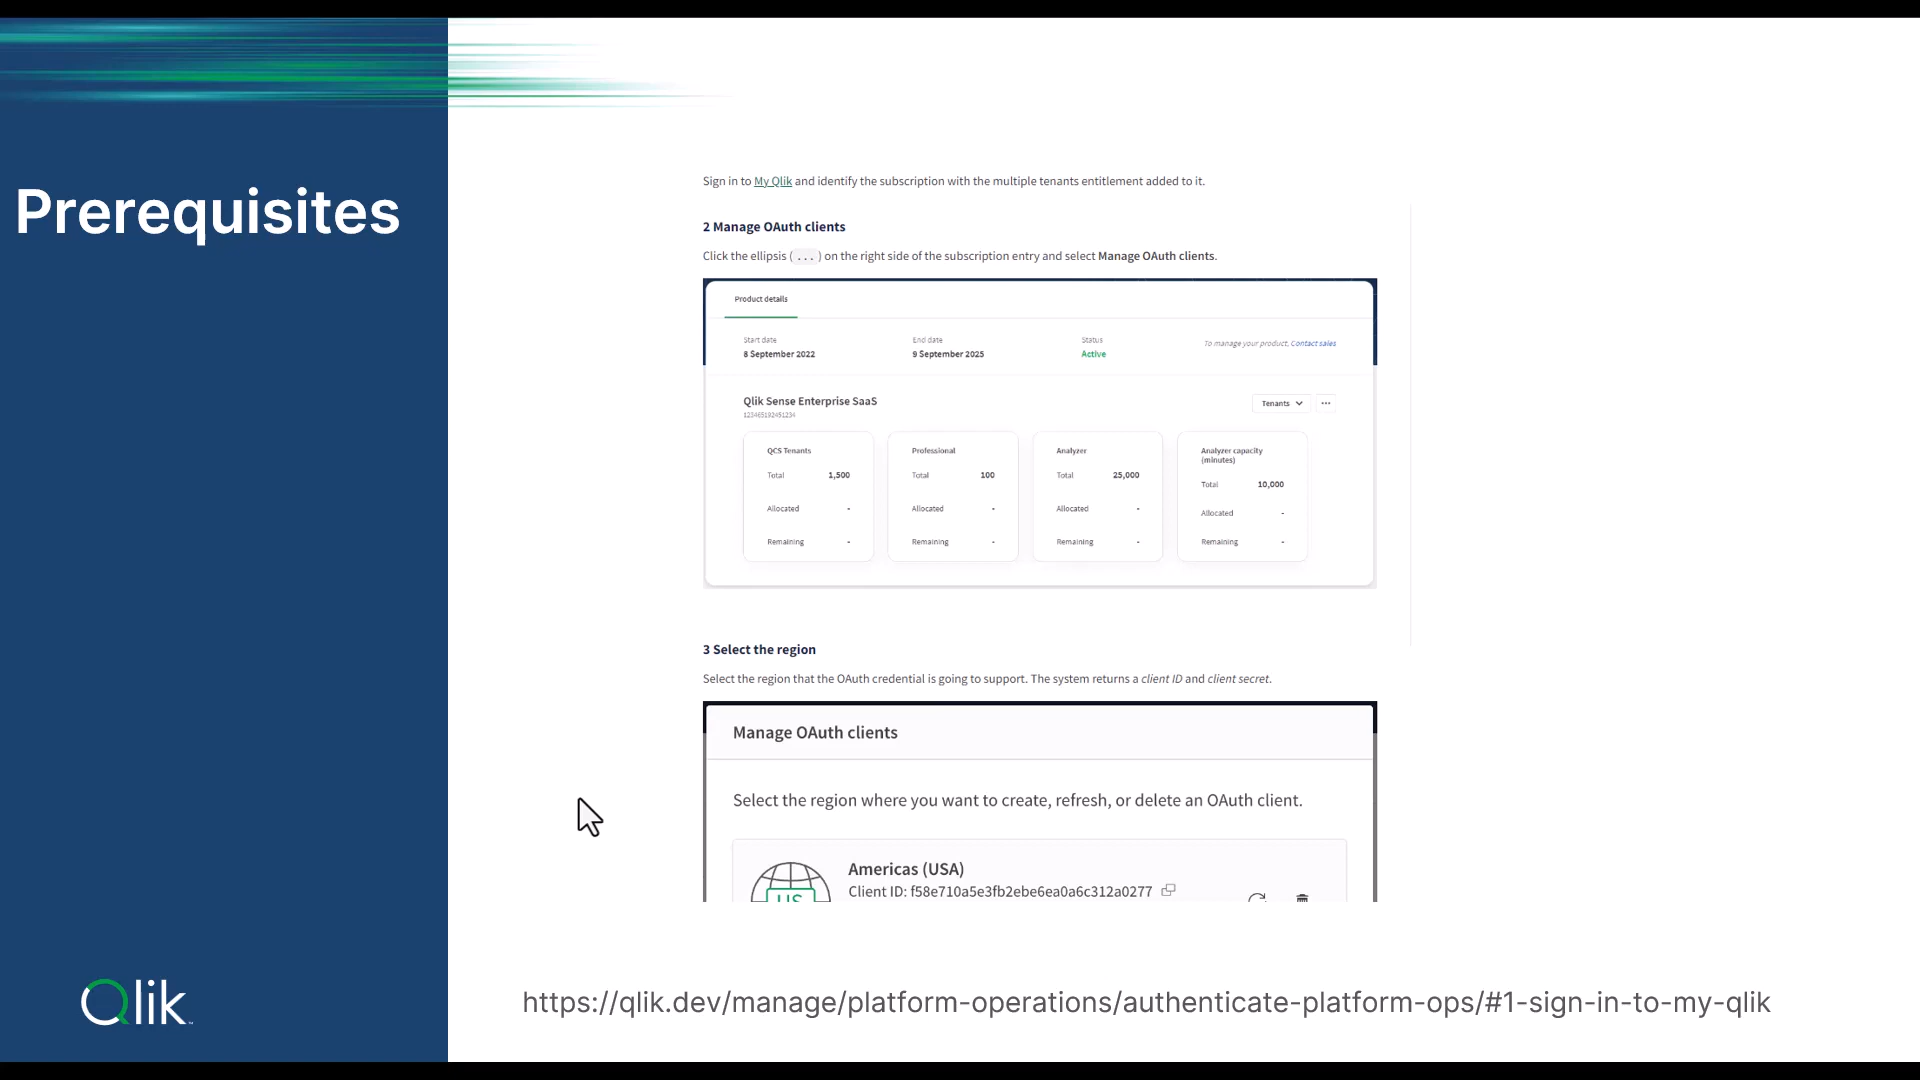 Prerequisites
Sign in to My Qlik and identify the subscription with the multiple tenants entitlement added to it.
2 Manage OAuth clients
Click the ellipsis (...) on the right side of the subscription entry and select Manage OAuth clients.
Product details
Start date
8 September 2022
End date
9 September 2025
Status
Active
To manage your product, Contact sales
Qlik Sense Enterprise SaaS
123465192451234
Tenants
...
QCS Tenants
Total 1,500
Allocated -
Remaining -
Professional
Total 100
Allocated -
Remaining -
Analyzer
Total 25,000
Allocated -
Remaining -
Analyzer capacity
(minutes)
Total 10,000
Allocated -
Remaining -
3 Select the region
Select the region that the OAuth credential is going to support. The system returns a client ID and client secret.
Manage OAuth clients
Select the region where you want to create, refresh, or delete an OAuth client.
US
Americas (USA)
Client ID: f58e710a5e3fb2ebe6ea0a6c312a0277
Qlik
https://qlik.dev/manage/platform-operations/authenticate-platform-ops/#1-sign-in-to-my-qlik